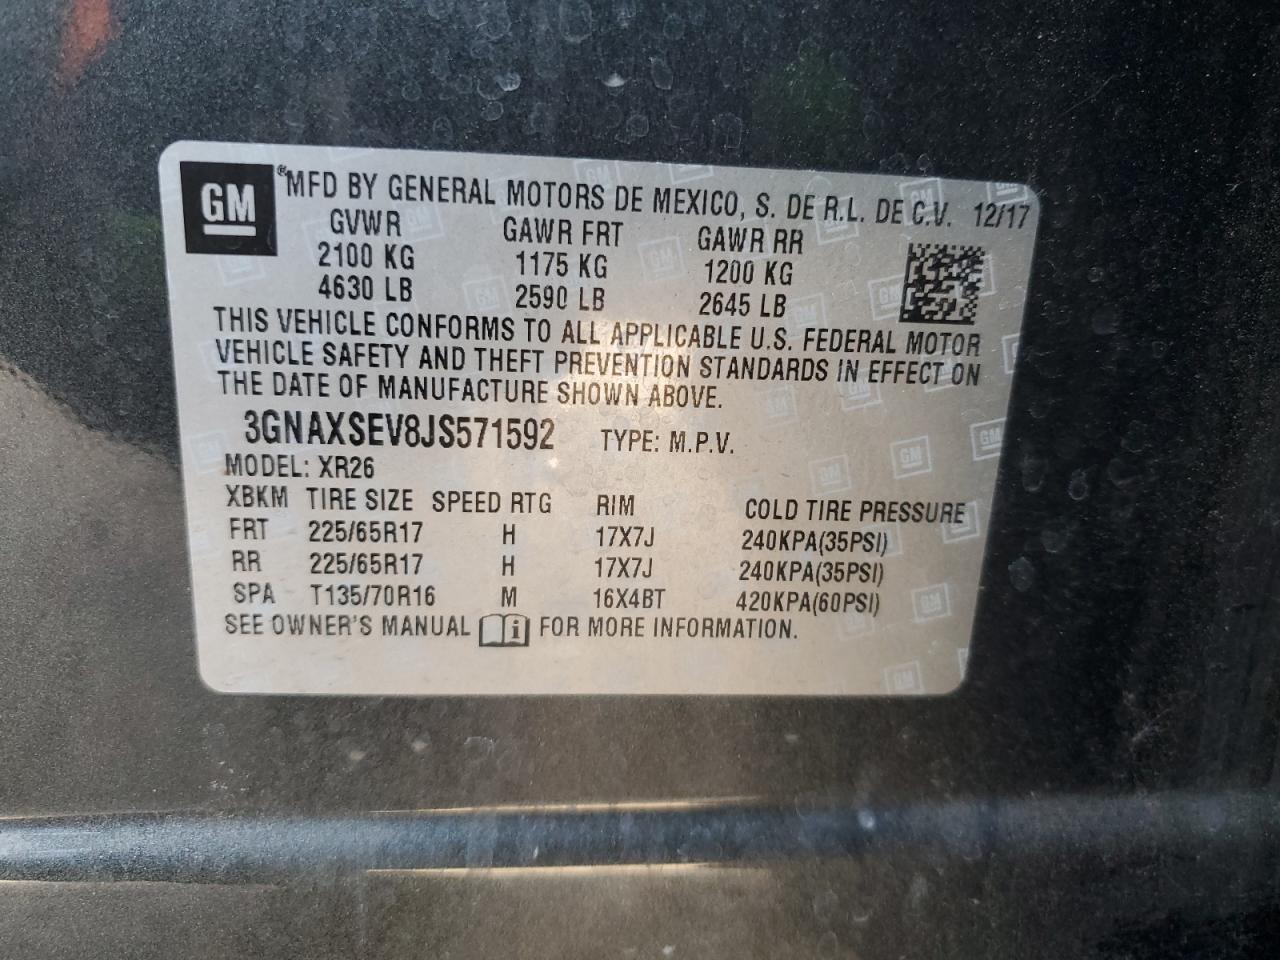 GM ® MFD BY GENERAL MOTORS DE MEXICO, S. DE R.L. DE C.V. 12/17
GVWR GAWR FRT GAWR RR
2100 KG 1175 KG 1200 KG
4630 LB 2590 LB 2645 LB
THIS VEHICLE CONFORMS TO ALL APPLICABLE U.S. FEDERAL MOTOR
VEHICLE SAFETY AND THEFT PREVENTION STANDARDS IN EFFECT ON
THE DATE OF MANUFACTURE SHOWN ABOVE.
3GNAXSEV8JS571592 TYPE: M.P.V.
MODEL: XR26
XBKM TIRE SIZE SPEED RTG RIM COLD TIRE PRESSURE
FRT 225/65R17 H 17X7J 240KPA(35PSI)
RR 225/65R17 H 17X7J 240KPA(35PSI)
SPA T135/70R16 M 16X4BT 420KPA(60PSI)
SEE OWNER'S MANUAL i FOR MORE INFORMATION.